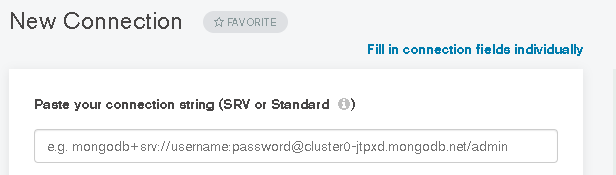 New Connection
☆ FAVORITE
Fill in connection fields individually
Paste your connection string (SRV or Standard ℹ)
e.g. mongodb+srv://username:password@cluster0-jtpxd.mongodb.net/admin